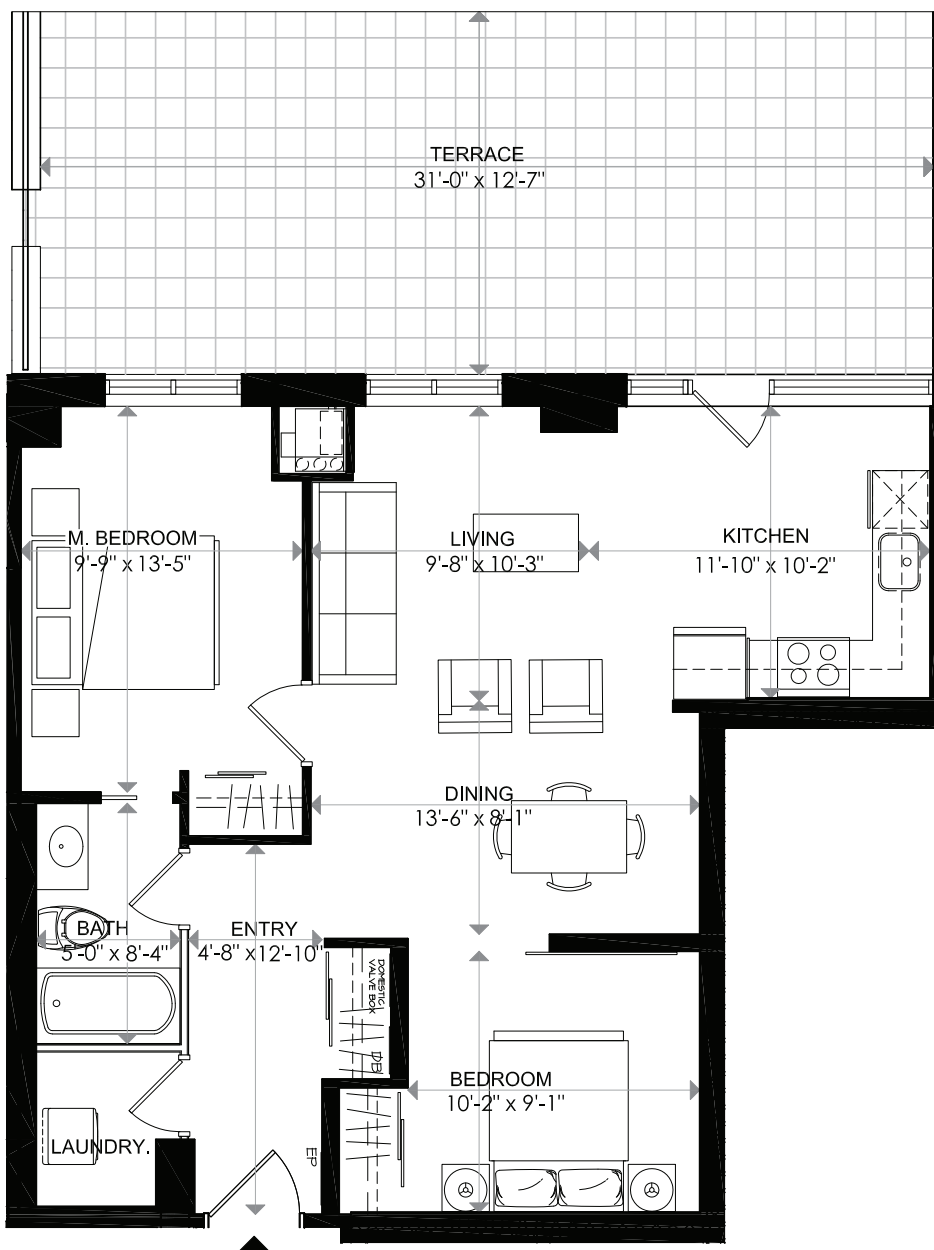 TERRACE
31'-0" x 12'-7"
M. BEDROOM
9'-9" x 13'-5"
LIVING
9'-8" x 10'-3"
KITCHEN
11'-10" x 10'-2"
DINING
13'-6" x 8'-1"
BATH
5'-0" x 8'-4"
ENTRY
4'-8" x 12'-10"
DOMESTIC
VALVE BOX
DB
BEDROOM
10'-2" x 9'-1"
LAUNDRY.
EP